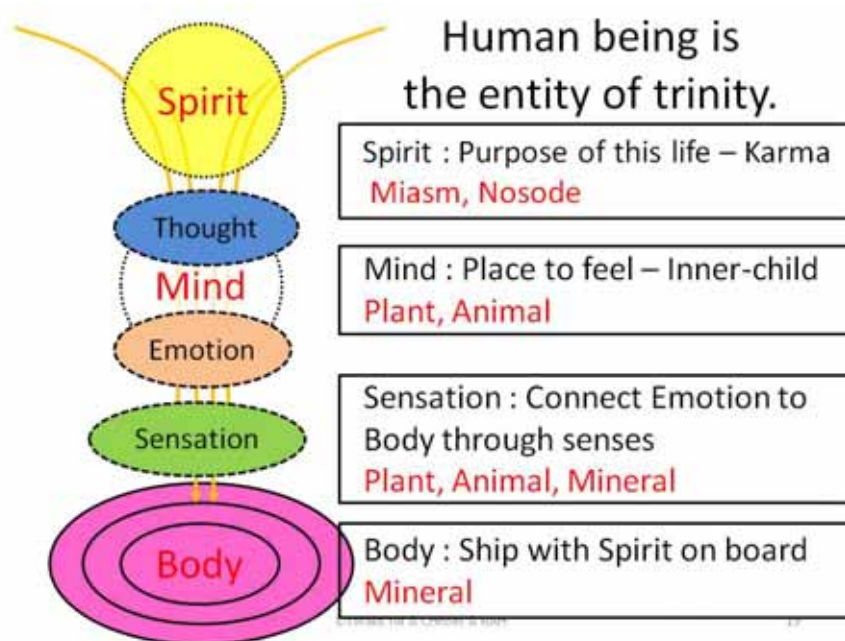 Human being is
the entity of trinity.
Spirit
Thought
Mind
Emotion
Sensation
Body
Spirit : Purpose of this life – Karma
Miasm, Nosode
Mind : Place to feel – Inner-child
Plant, Animal
Sensation : Connect Emotion to
Body through senses
Plant, Animal, Mineral
Body : Ship with Spirit on board
Mineral